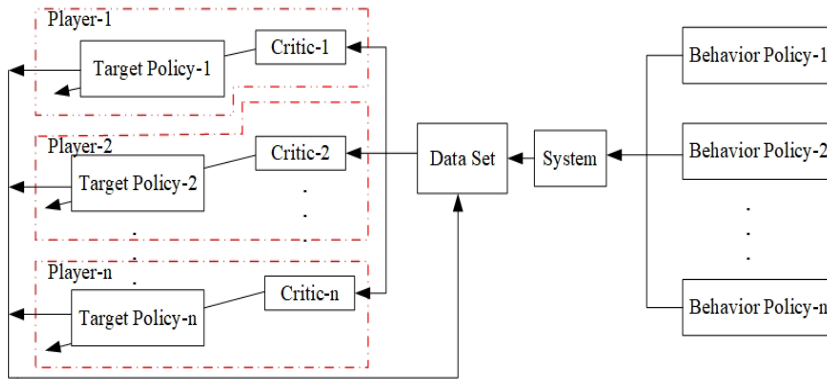 Player-1
Target Policy-1
Critic-1
Player-2
Target Policy-2
Critic-2
Player-n
Target Policy-n
Critic-n
Data Set
System
Behavior Policy-1
Behavior Policy-2
Behavior Policy-n